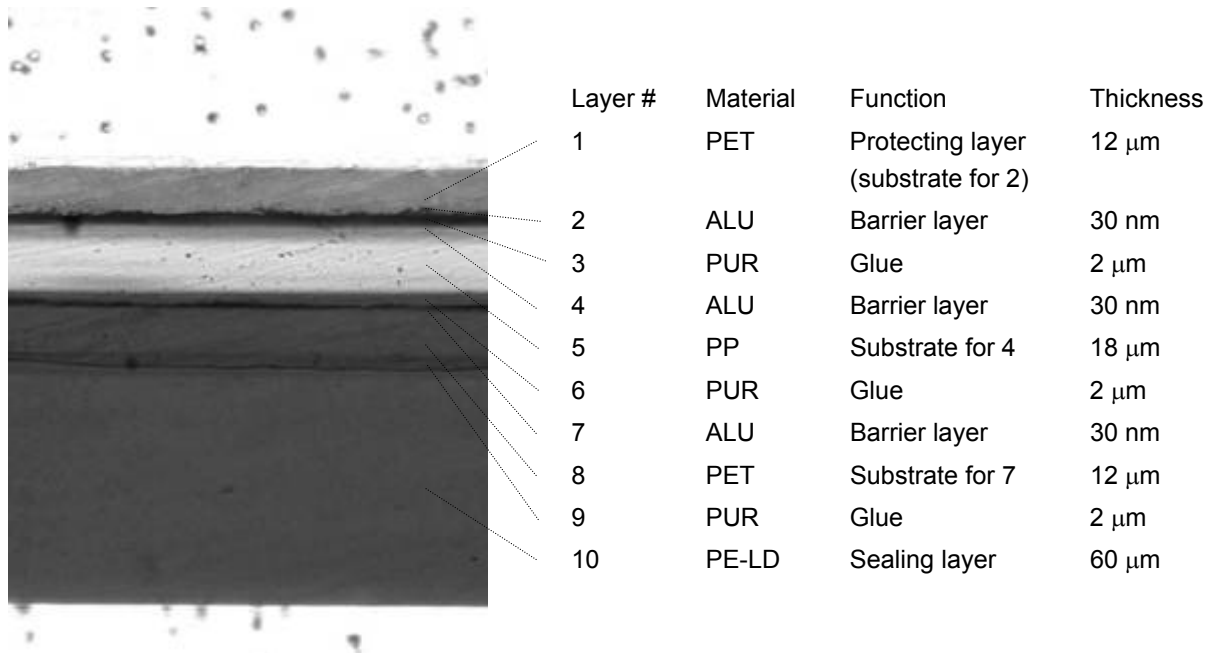 Layer # Material Function Thickness
1 PET Protecting layer 12 μm
(substrate for 2)
2 ALU Barrier layer 30 nm
3 PUR Glue 2 μm
4 ALU Barrier layer 30 nm
5 PP Substrate for 4 18 μm
6 PUR Glue 2 μm
7 ALU Barrier layer 30 nm
8 PET Substrate for 7 12 μm
9 PUR Glue 2 μm
10 PE-LD Sealing layer 60 μm